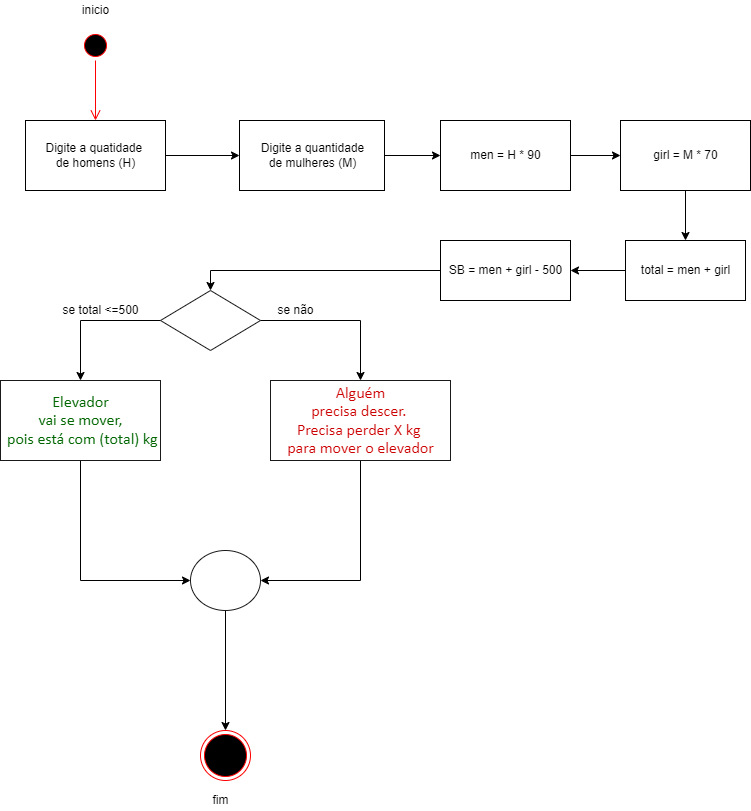 inicio
Digite a quatidade
de homens (H)
Digite a quantidade
de mulheres (M)
men = H * 90
girl = M * 70
SB = men + girl - 500
total = men + girl
se total <=500
se não
Elevador
vai se mover,
pois está com (total) kg
Alguém
precisa descer.
Precisa perder X kg
para mover o elevador
fim